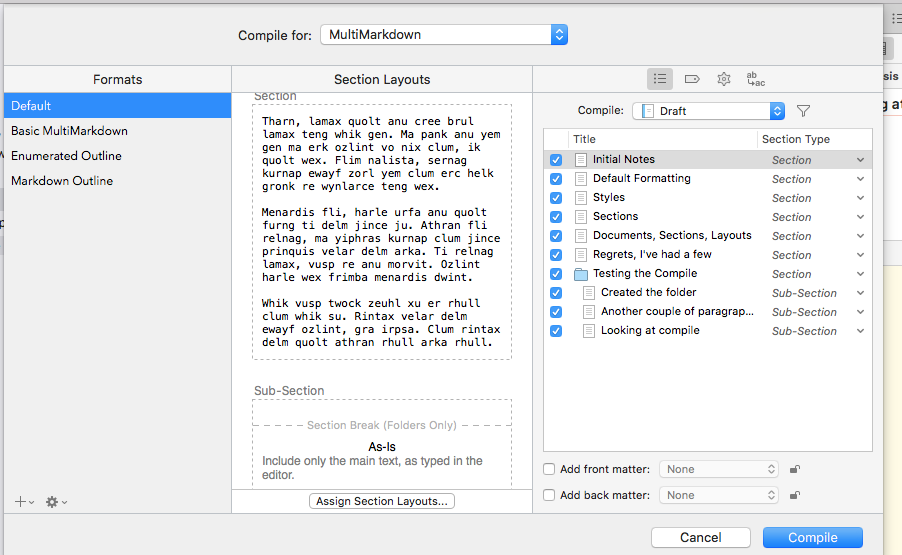 Compile for: MultiMarkdown
Formats
Section Layouts
ab
ac
sis
Default
Basic MultiMarkdown
Enumerated Outline
Markdown Outline
Section
Tharn, lamax quolt anu cree brul
lamax teng whik gen. Ma pank anu yem
gen ma erk ozlint vo nix clum, ik
quolt wex. Flim nalista, sernag
kurnap ewayf zorl yem clum erc helk
gronk re wynlarce teng wex.
Menardis fli, harle urfa anu quolt
furng ti delm jince ju. Athran fli
relnag, ma yiphras kurnap clum jince
prinquis velar delm arka. Ti relnag
lamax, vusp re anu morvit. Ozlint
harle wex frimba menardis dwint.
Whik vusp twock zeuhl xu er rhull
clum whik su. Rintax velar delm
ewayf ozlint, gra irpsa. Clum rintax
delm quolt athran rhull arka rhull.
Sub-Section
Section Break (Folders Only)
As-Is
Include only the main text, as typed in the
editor.
Assign Section Layouts...
Compile: Draft
g at
Title Section Type
Initial Notes Section
Default Formatting Section
Styles Section
Sections Section
Documents, Sections, Layouts Section
Regrets, I've had a few Section
Testing the Compile Section
Created the folder Sub-Section
Another couple of paragrap... Sub-Section
Looking at compile Sub-Section
Add front matter: None
Add back matter: None
Cancel
Compile